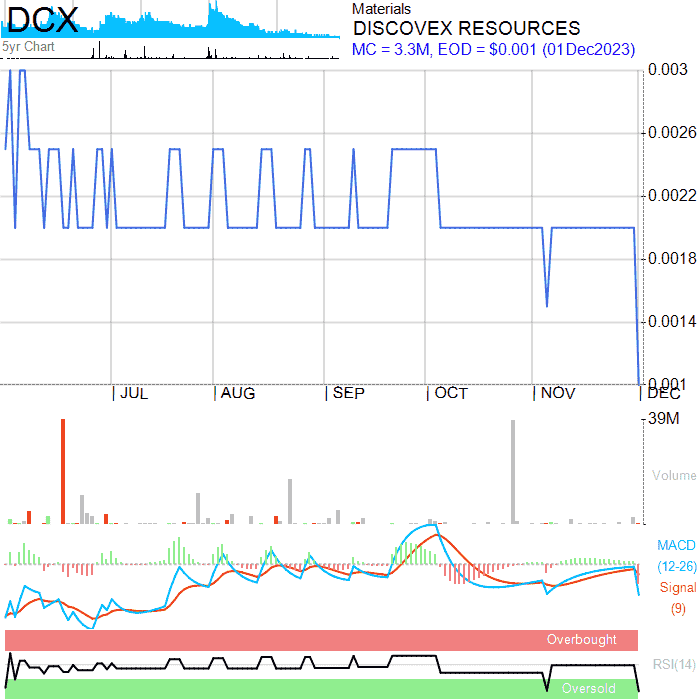 DCX
5yr Chart
Materials
DISCOVEX RESOURCES
MC = 3.3M, EOD = $0.001 (01Dec2023)
0.003
0.0026
0.0022
0.0018
0.0014
0.001
JUL AUG SEP OCT NOV DEC
39M
Volume
MACD
(12-26)
Signal
(9)
Overbought
RSI(14)
Oversold